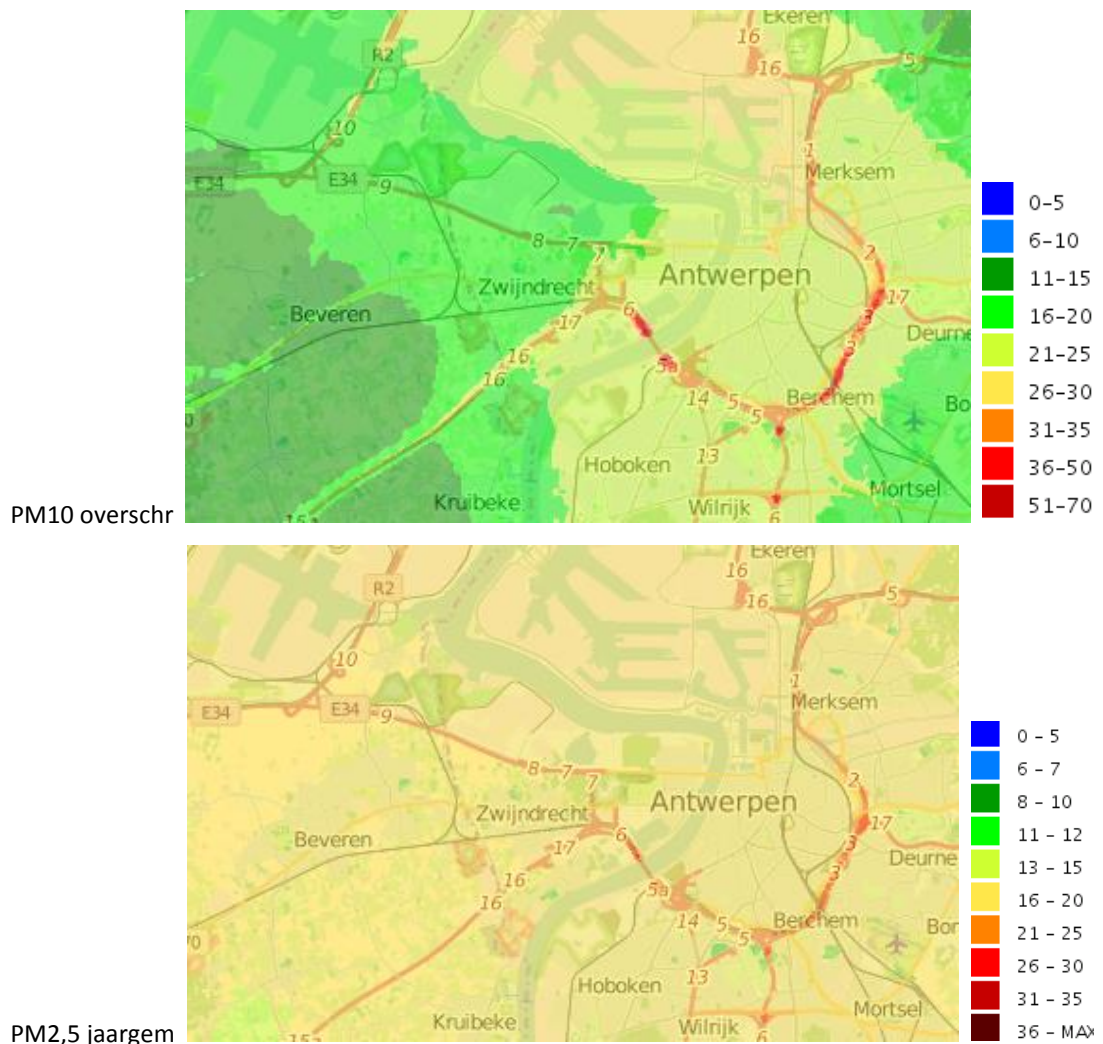 Ekeren
16
R2
16
5
10
1
Merksem
E34
E34
9
0-5
6-10
11-15
16-20
21-25
26-30
31-35
36-50
51-70
8
7
7
2
Antwerpen
Zwijndrecht
17
Beveren
6
17
3
Deurne
3
16
5a
16
14
5
5
Berchem
Bo
13
Hoboken
Mortsel
Kruibeke
Wilrijk
6
15a
PM10 overschr
Ekeren
16
R2
16
5
10
1
Merksem
E34
E34
9
0 - 5
6 - 7
8 - 10
11 - 12
13 - 15
16 - 20
21 - 25
26 - 30
31 - 35
36 - MAX
8
7
7
2
Antwerpen
Zwijndrecht
17
Beveren
6
17
3
Deurne
3
16
5a
16
14
5
5
Berchem
Bor
70
13
Hoboken
Mortsel
Kruibeke
Wilrijk
6
15a
PM2,5 jaargem